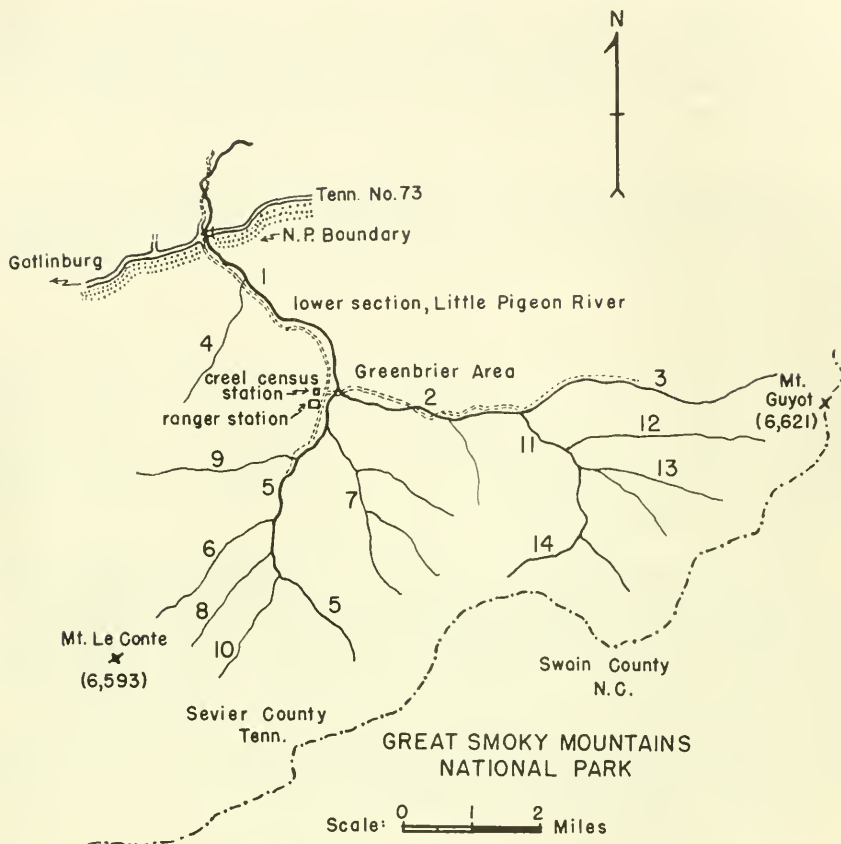 N
Tenn. No. 73
N.P. Boundary
Gatlinburg
1
lower section, Little Pigeon River
4
Greenbrier Area
creel census
station
ranger station
2
3
Mt.
Guyot
(6,621)
12
11
13
9
5
7
14
6
8
5
10
Mt. Le Conte
(6,593)
Swain County
N.C.
Sevier County
Tenn.
GREAT SMOKY MOUNTAINS
NATIONAL PARK
0 1 2
Scale: Miles